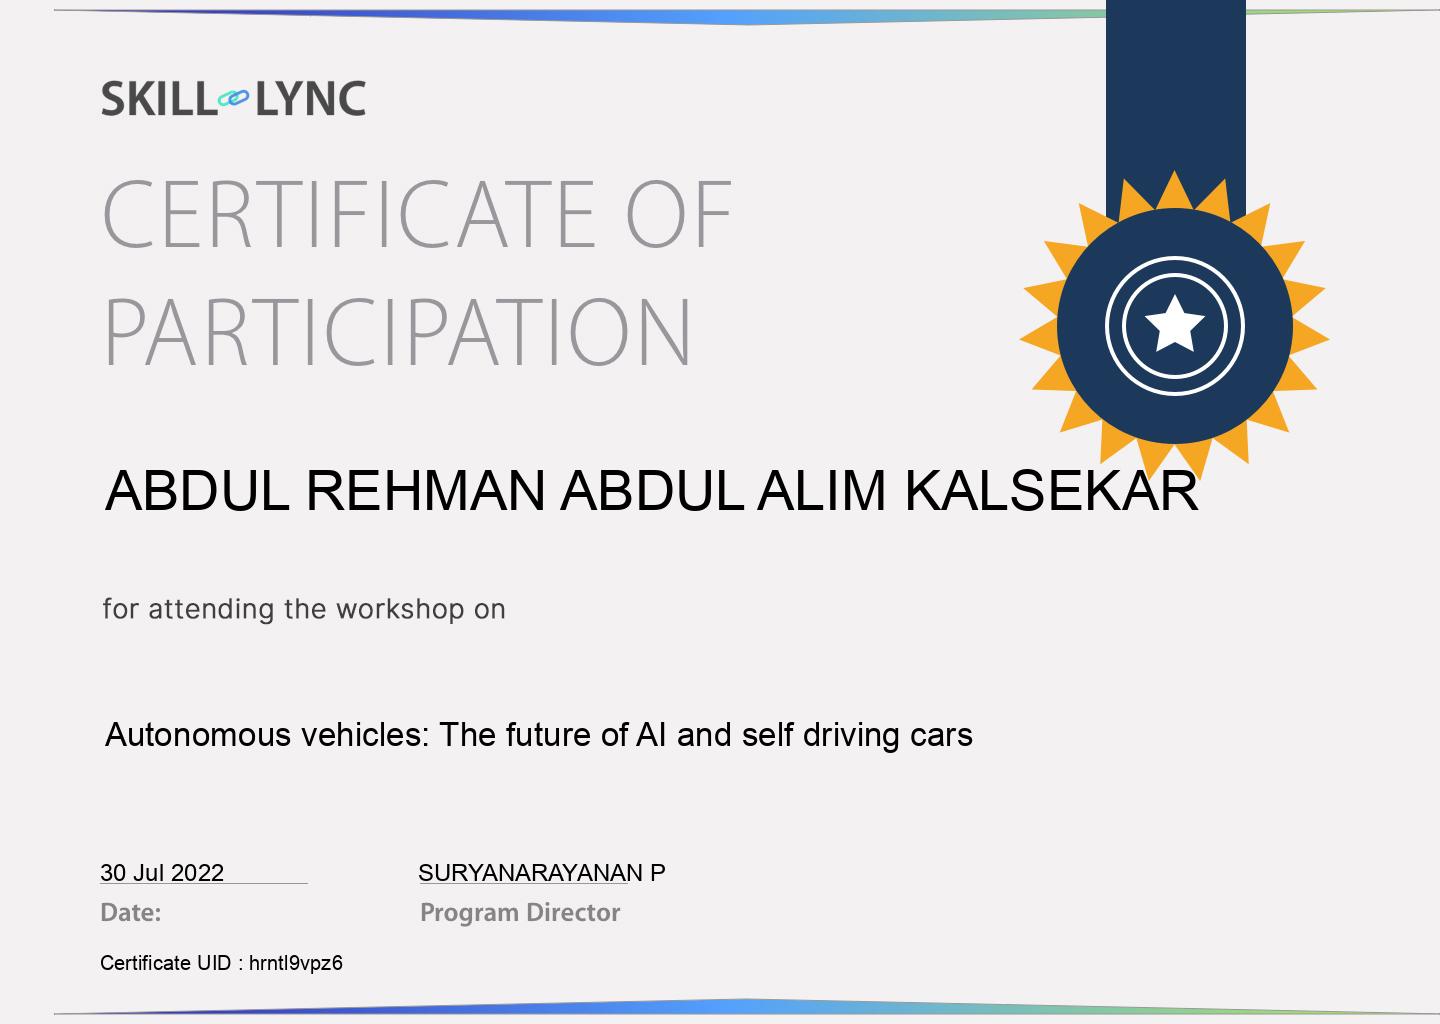 SKILL LYNC
CERTIFICATE OF
PARTICIPATION
ABDUL REHMAN ABDUL ALIM KALSEKAR
for attending the workshop on
Autonomous vehicles: The future of AI and self driving cars
30 Jul 2022 SURYANARAYANAN P
Date: Program Director
Certificate UID : hrntl9vpz6